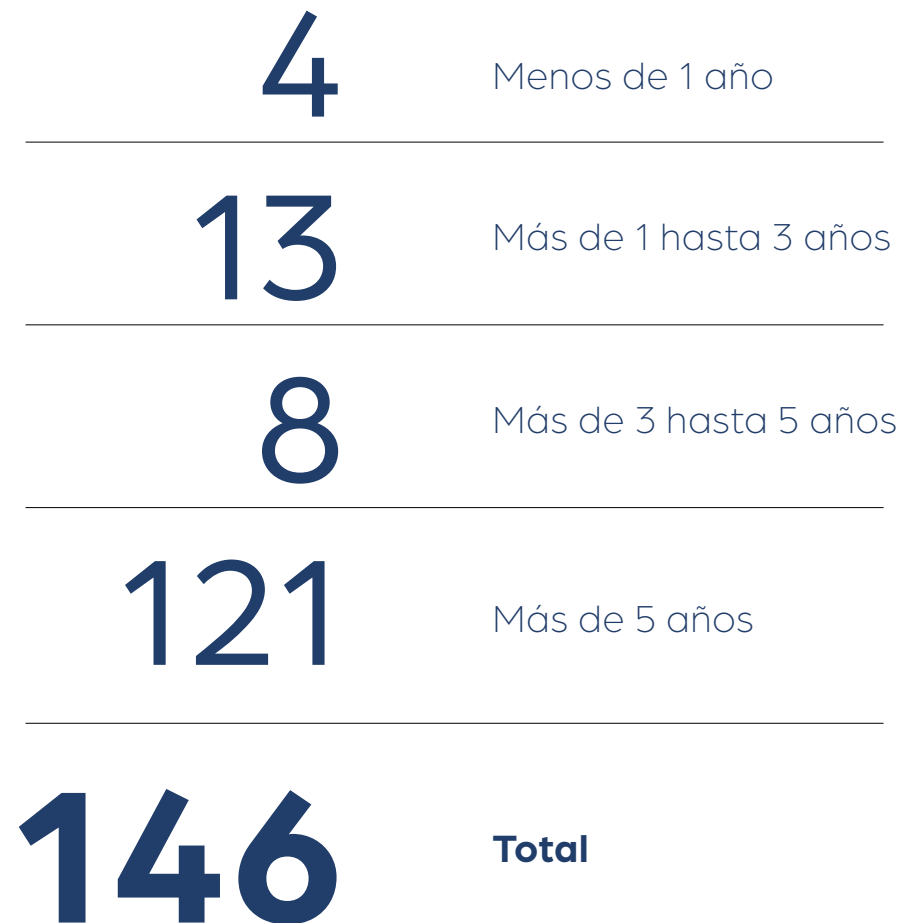 4 Menos de 1 año
13 Más de 1 hasta 3 años
8 Más de 3 hasta 5 años
121 Más de 5 años
146 Total